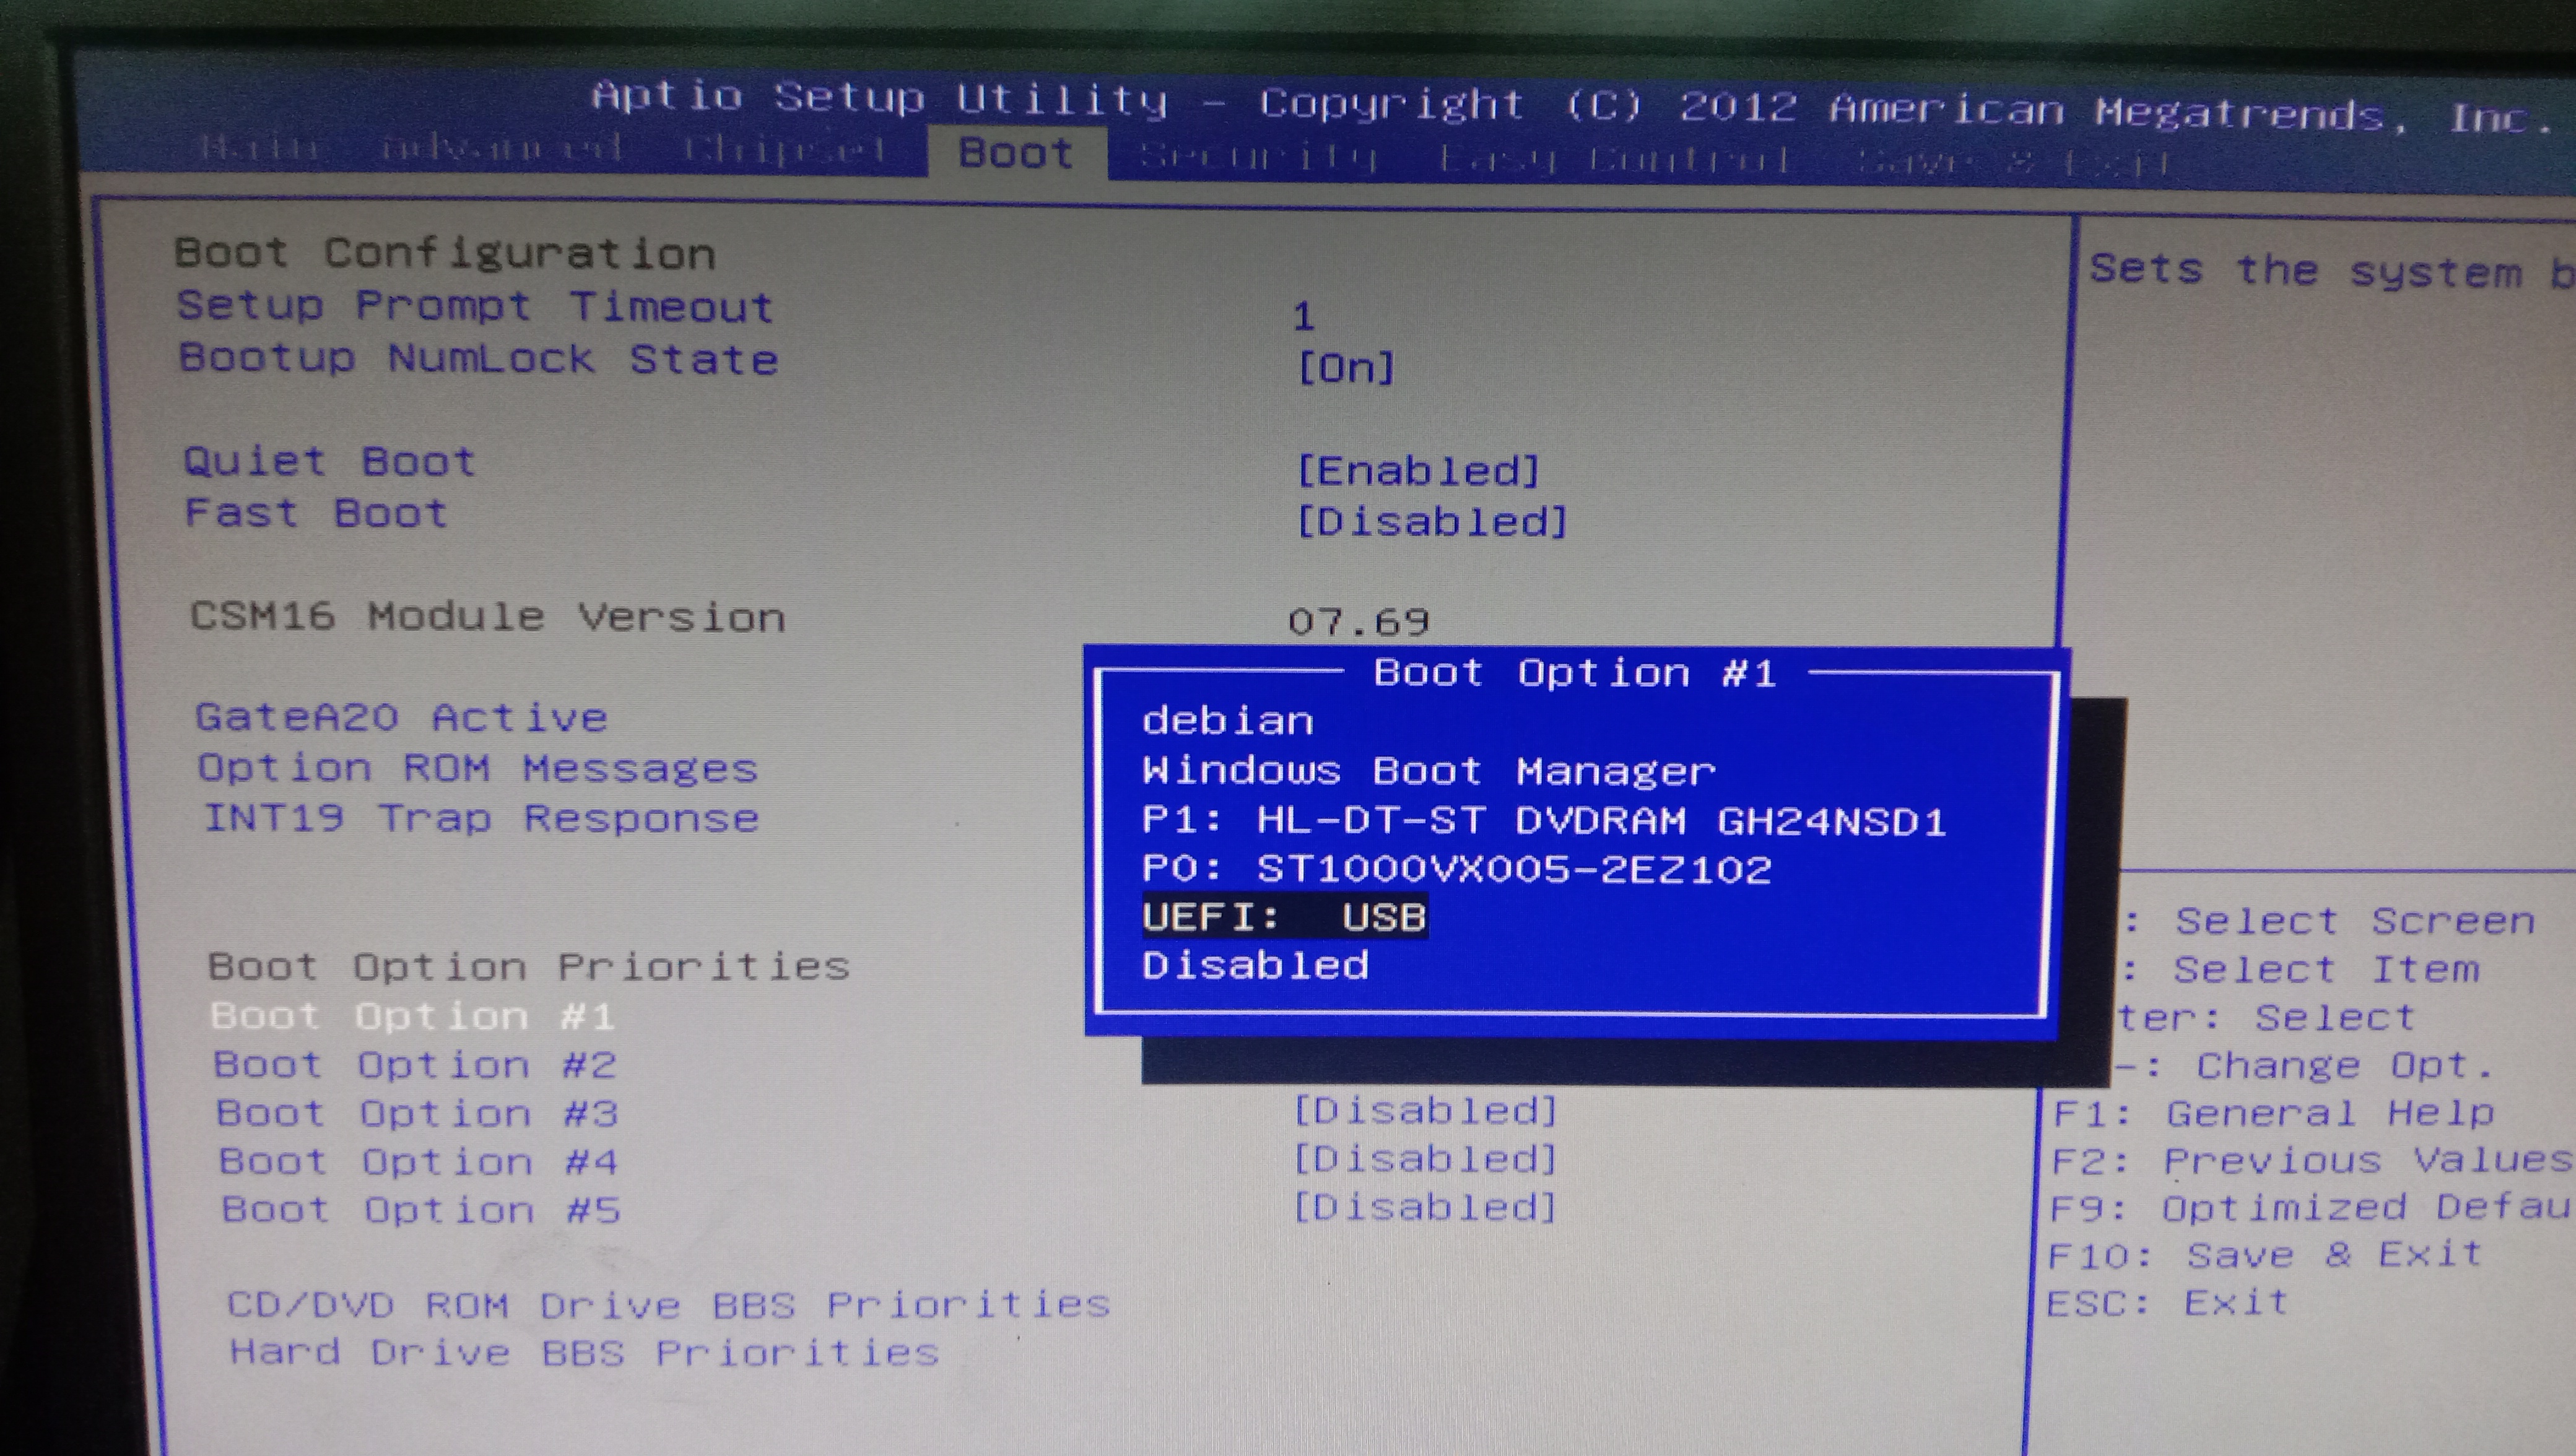 Aptio Setup Utility - Copyright (C) 2012 American Megatrends, Inc.
Main Advanced Chipset Boot Security Easy Control Save & Exit
Boot Configuration
Setup Prompt Timeout 1
Bootup NumLock State [On]
Quiet Boot [Enabled]
Fast Boot [Disabled]
CSM16 Module Version 07.69
GateA20 Active
Option ROM Messages
INT19 Trap Response
Boot Option Priorities
Boot Option #1
Boot Option #2
Boot Option #3 [Disabled]
Boot Option #4 [Disabled]
Boot Option #5 [Disabled]
CD/DVD ROM Drive BBS Priorities
Hard Drive BBS Priorities
Boot Option #1
debian
Windows Boot Manager
P1: HL-DT-ST DVDRAM GH24NSD1
P0: ST1000VX005-2EZ102
UEFI: USB
Disabled
Sets the system b
: Select Screen
: Select Item
ter: Select
-: Change Opt.
F1: General Help
F2: Previous Values
F9: Optimized Defau
F10: Save & Exit
ESC: Exit